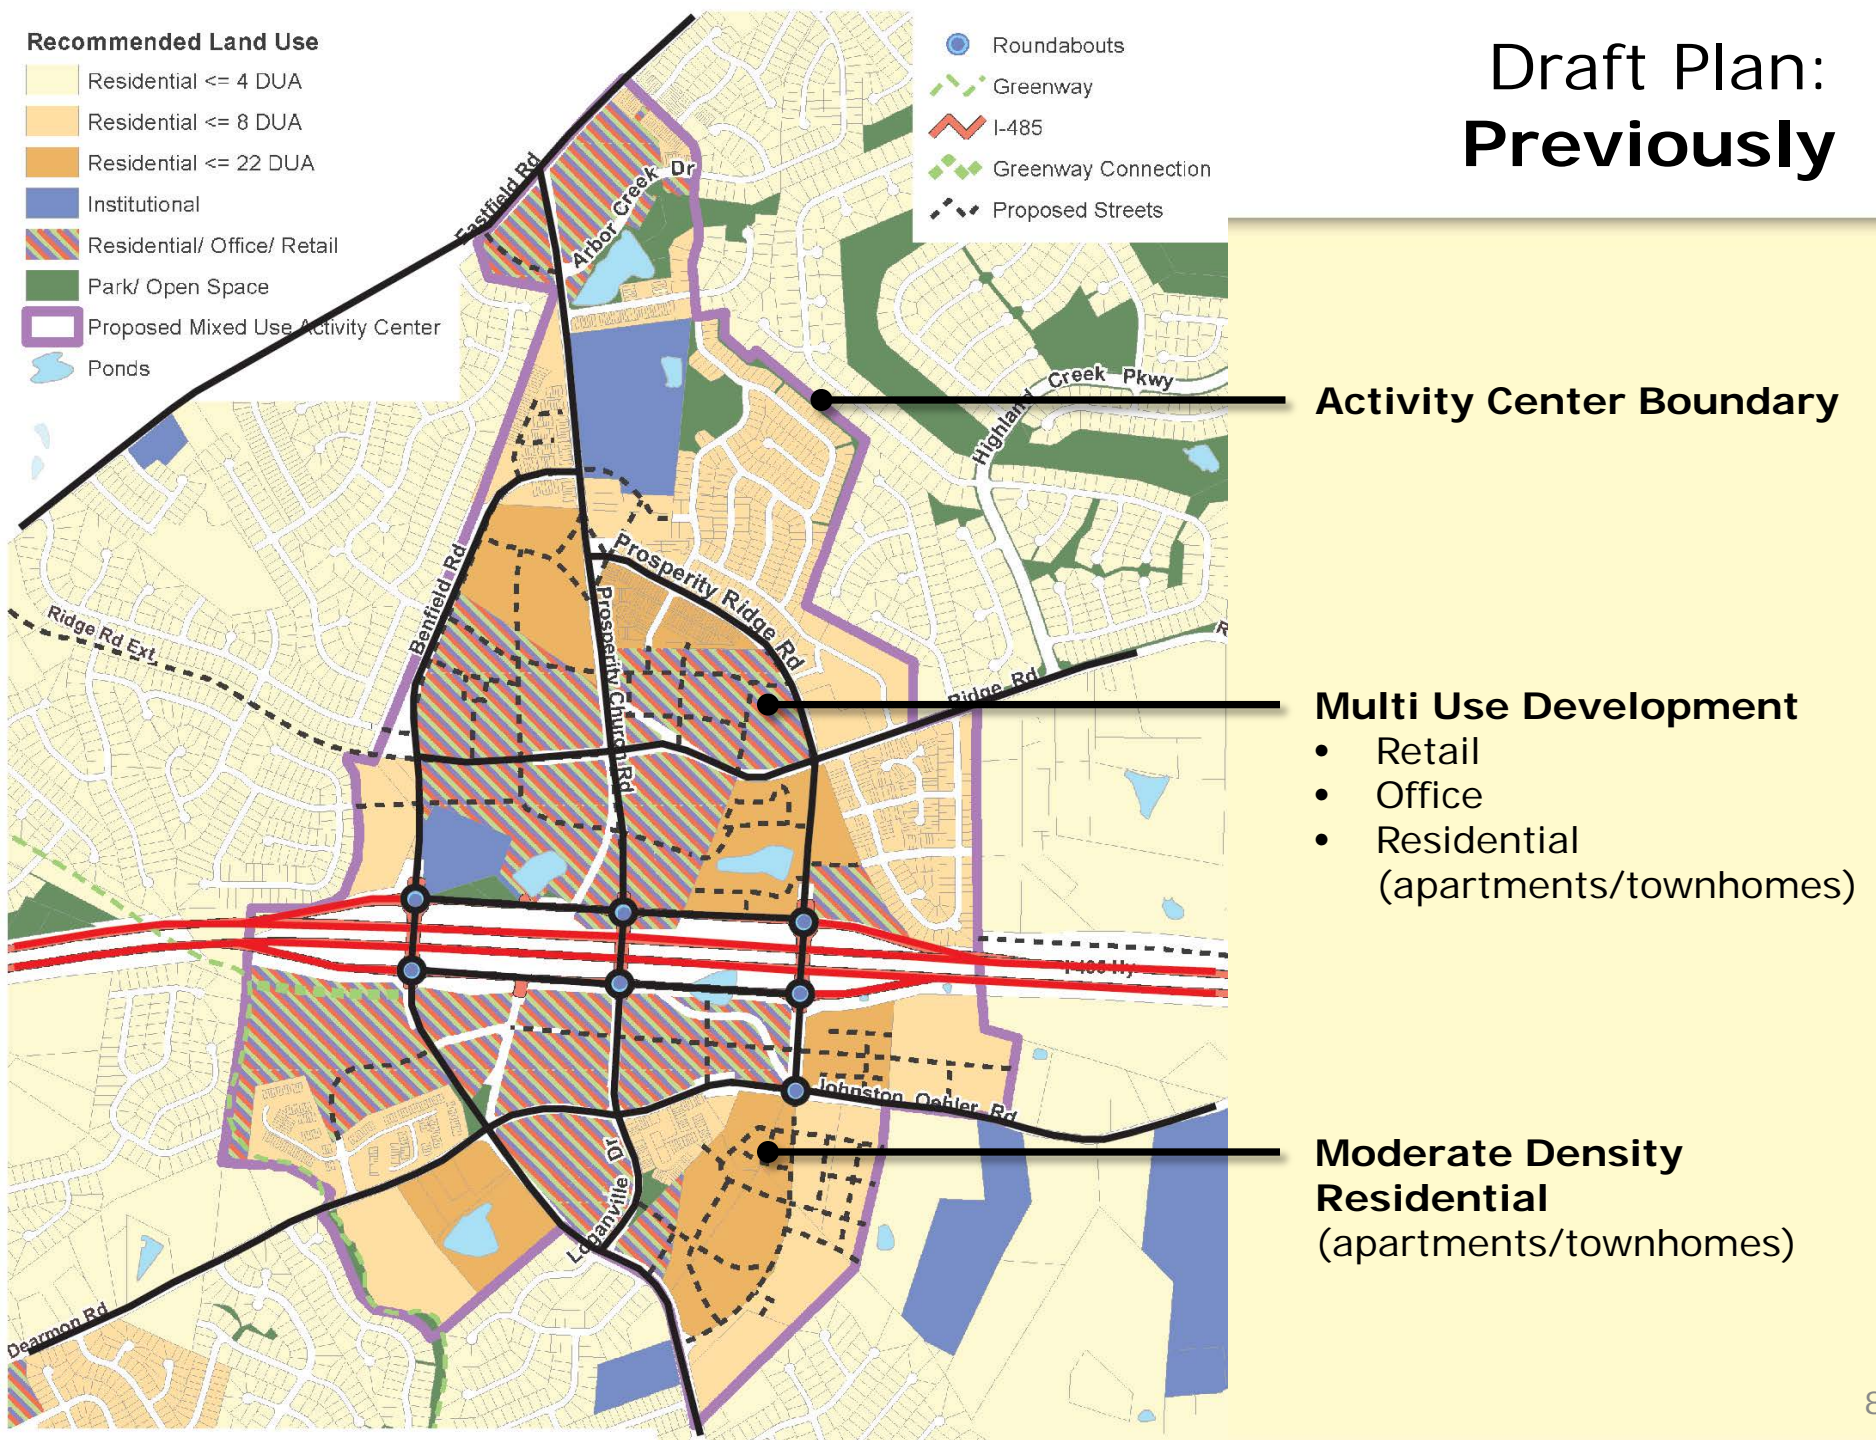 Draft Plan:
Previously
Recommended Land Use
Residential <= 4 DUA
Residential <= 8 DUA
Residential <= 22 DUA
Institutional
Residential/ Office/ Retail
Park/ Open Space
Proposed Mixed Use Activity Center
Ponds
Roundabouts
Greenway
I-485
Greenway Connection
Proposed Streets
Eastfield Rd
Arbor Creek Dr
Highland Creek Pkwy
Benfield Rd
Prosperity Ridge Rd
Prosperity Church Rd
Ridge Rd Ext
Ridge Rd
R
I-485 Hy
Johnston Oehler Rd
Loganville Dr
Dearmon Rd
Activity Center Boundary
Multi Use Development
• Retail
• Office
• Residential
(apartments/townhomes)
Moderate Density
Residential
(apartments/townhomes)
8